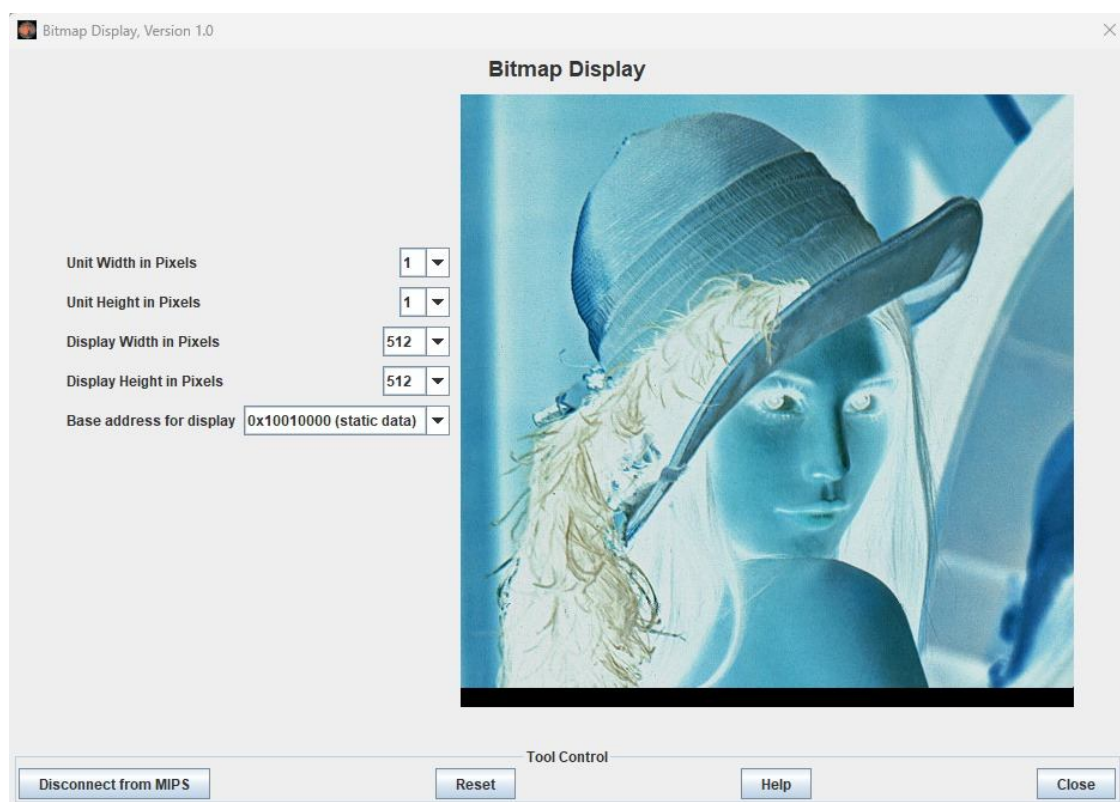 Bitmap Display, Version 1.0
Bitmap Display
Unit Width in Pixels 1
Unit Height in Pixels 1
Display Width in Pixels 512
Display Height in Pixels 512
Base address for display 0x10010000 (static data)
Tool Control
Disconnect from MIPS Reset Help Close